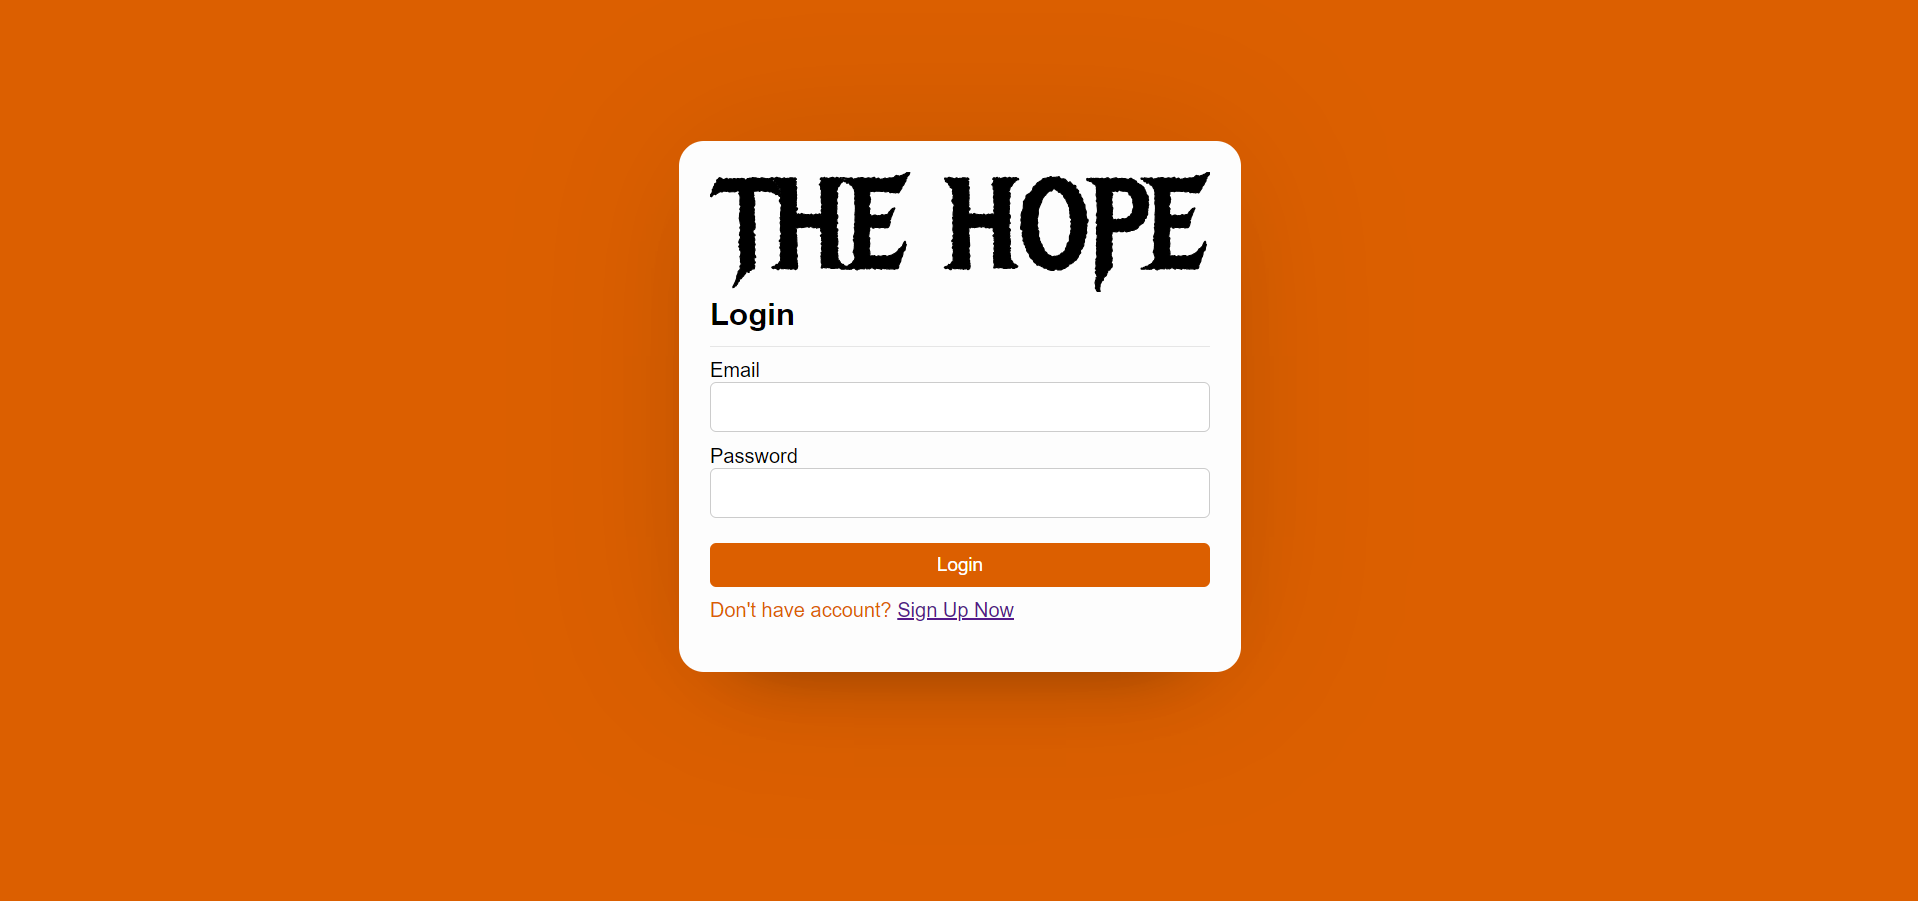 THE HOPE
Login
Email
Password
Login
Don't have account? Sign Up Now